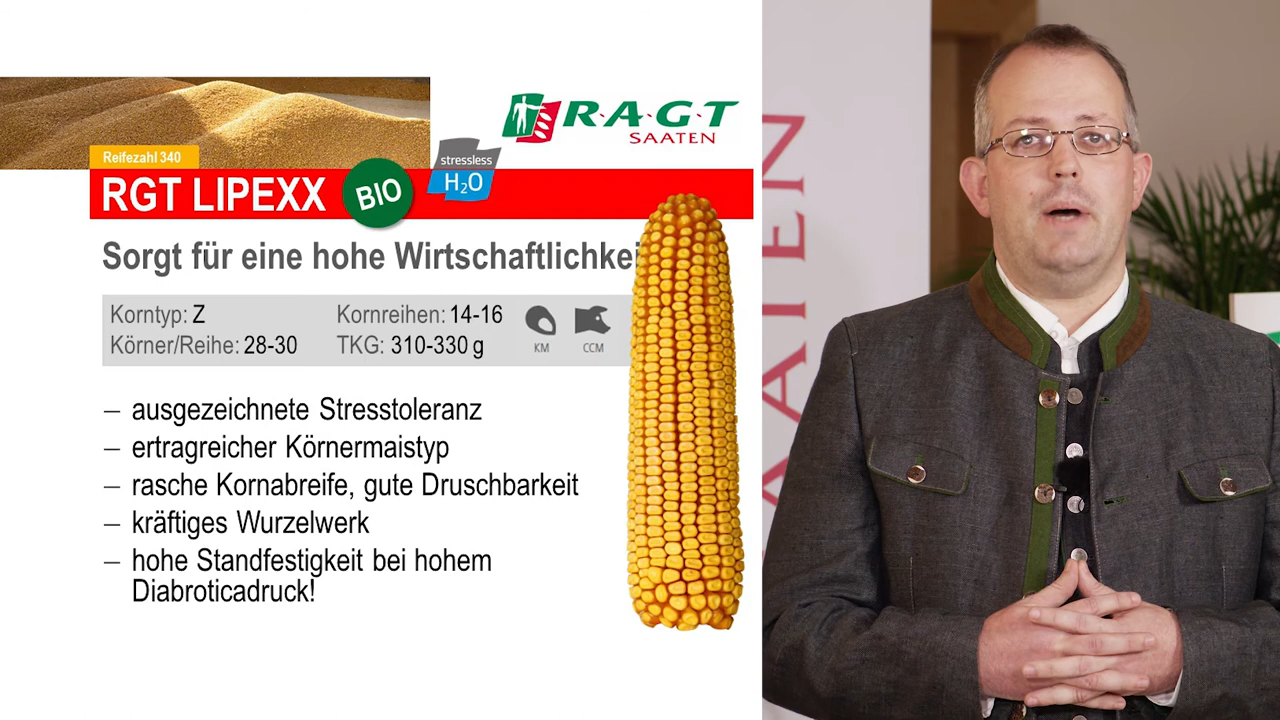 R·A·G·T
SAATEN
Reifezahl 340
stressless
H₂O
RGT LIPEXX
BIO
Sorgt für eine hohe Wirtschaftlichkei
Korntyp: Z
Kornreihen: 14-16
Körner/Reihe: 28-30
TKG: 310-330 g
KM
CCM
– ausgezeichnete Stresstoleranz
– ertragreicher Körnermaistyp
– rasche Kornabreife, gute Druschbarkeit
– kräftiges Wurzelwerk
– hohe Standfestigkeit bei hohem
Diabroticadruck!
SAATEN